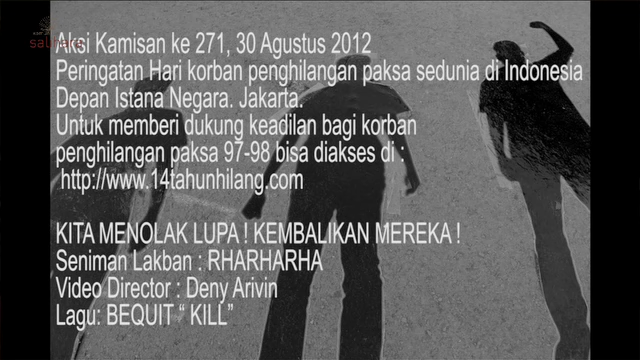 salihara
Aksi Kamisan ke 271, 30 Agustus 2012
Peringatan Hari korban penghilangan paksa sedunia di Indonesia
Depan Istana Negara. Jakarta.
Untuk memberi dukung keadilan bagi korban
penghilangan paksa 97-98 bisa diakses di :
http://www.14tahunhilang.com
KITA MENOLAK LUPA ! KEMBALIKAN MEREKA !
Seniman Lakban : RHARHARHA
Video Director : Deny Arivin
Lagu: BEQUIT “ KILL”